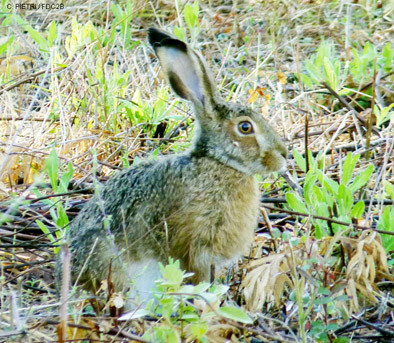 C. PIETRI / FDC2B